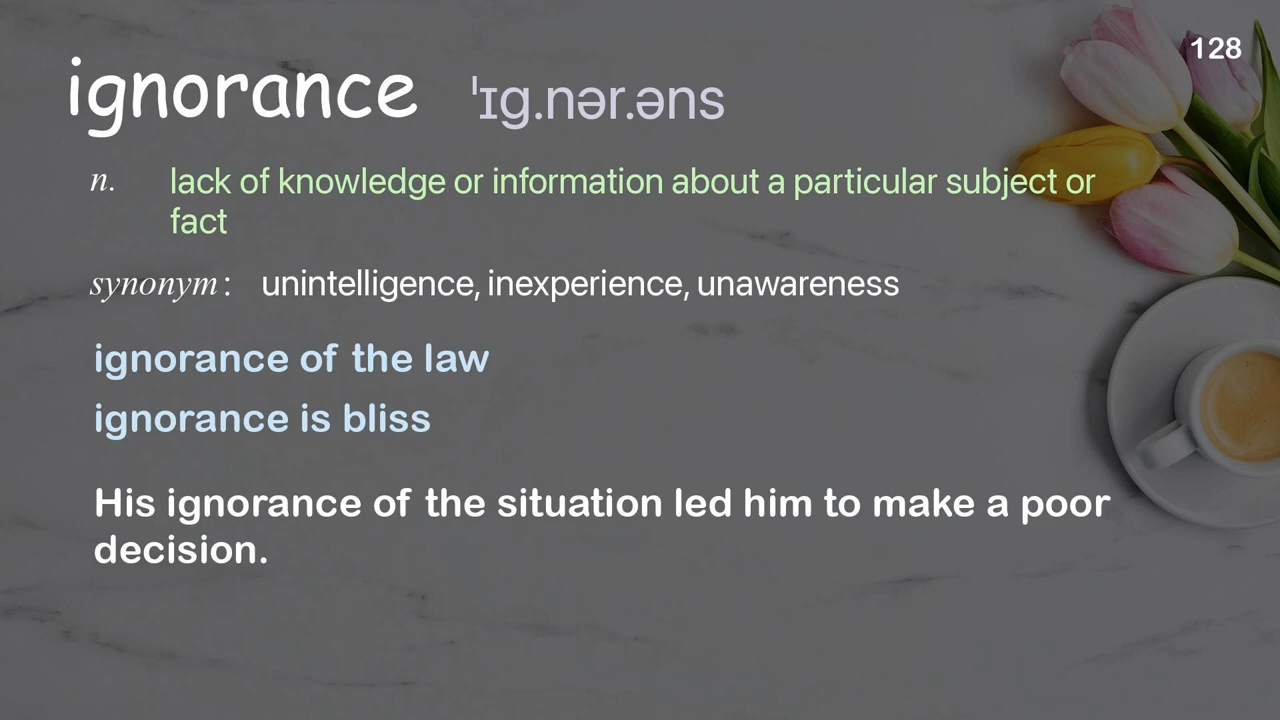 128
ignorance ˈɪg.nər.əns
n. lack of knowledge or information about a particular subject or
fact
synonym: unintelligence, inexperience, unawareness
ignorance of the law
ignorance is bliss
His ignorance of the situation led him to make a poor
decision.